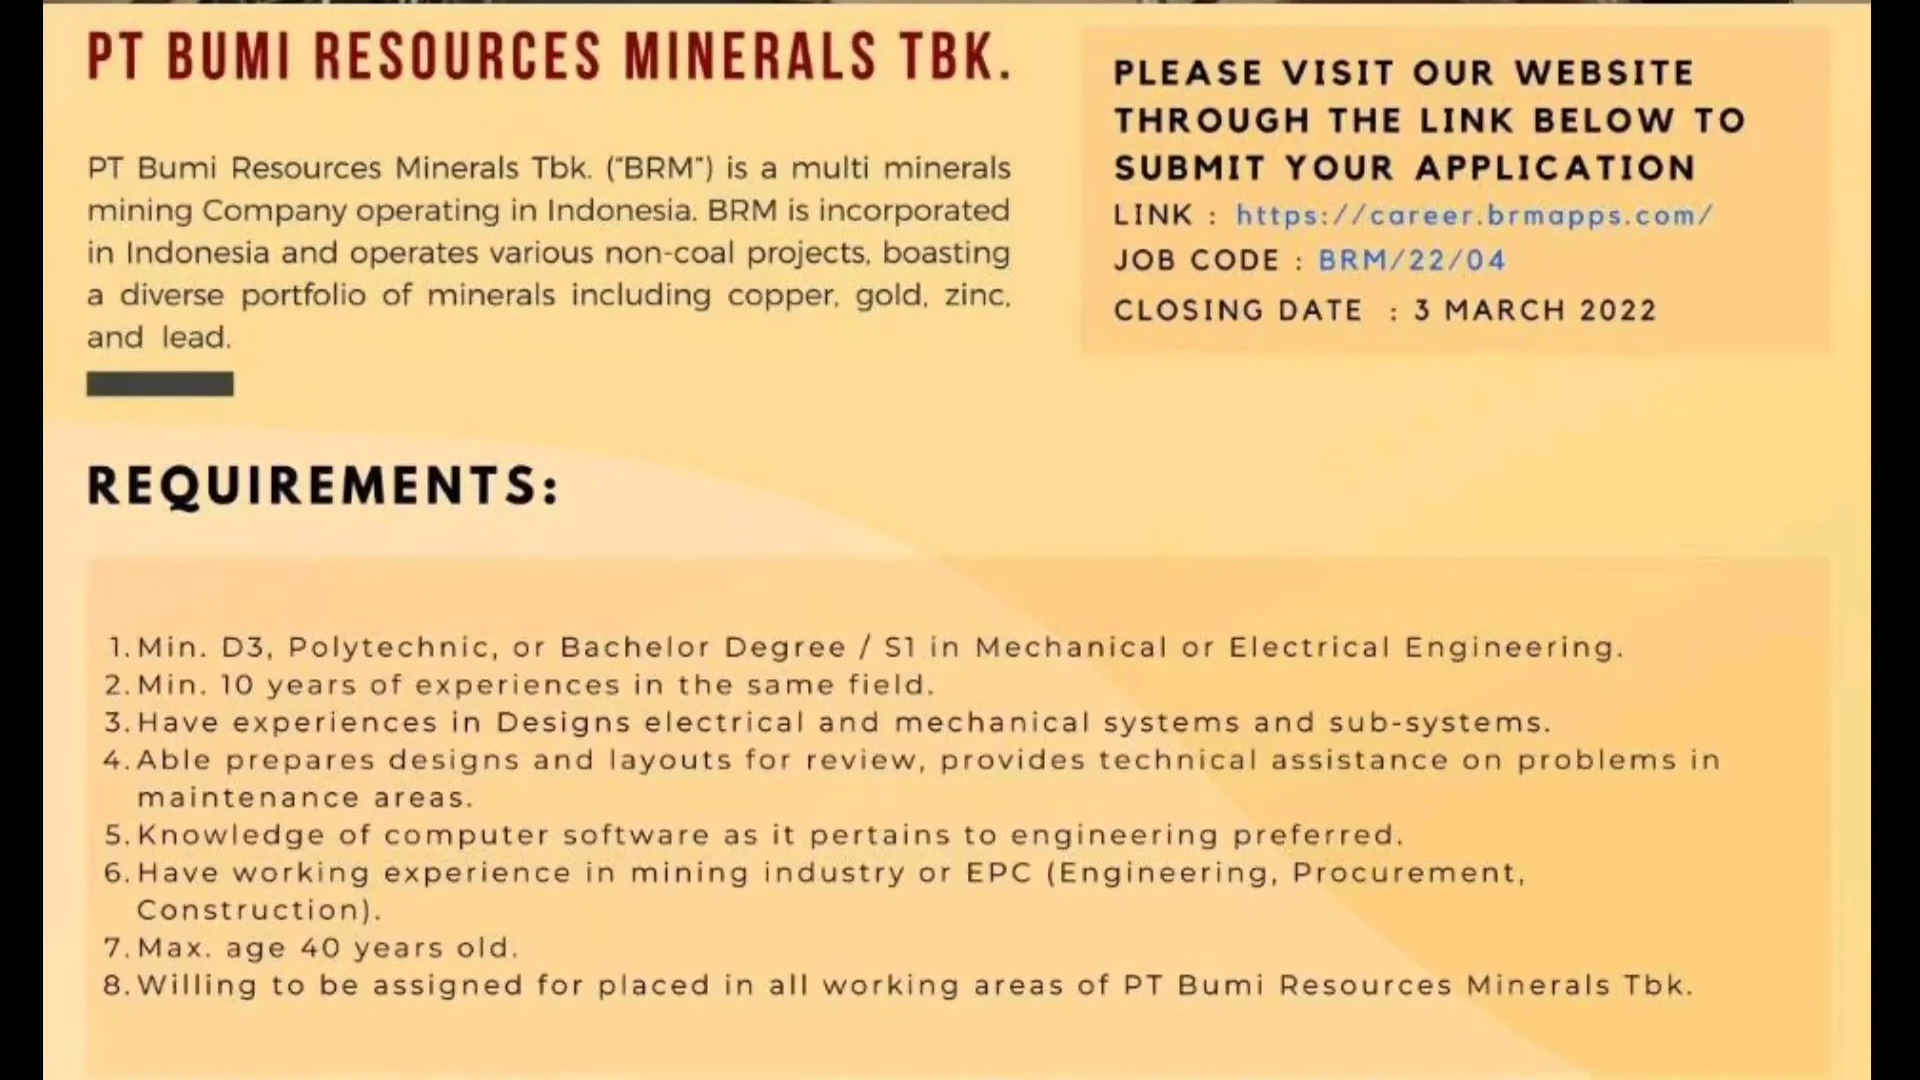 PT BUMI RESOURCES MINERALS TBK.
PT Bumi Resources Minerals Tbk. ("BRM") is a multi minerals
mining Company operating in Indonesia. BRM is incorporated
in Indonesia and operates various non-coal projects, boasting
a diverse portfolio of minerals including copper, gold, zinc,
and lead.
PLEASE VISIT OUR WEBSITE
THROUGH THE LINK BELOW TO
SUBMIT YOUR APPLICATION
LINK : https://career.brmapps.com/
JOB CODE : BRM/22/04
CLOSING DATE : 3 MARCH 2022
REQUIREMENTS:
1. Min. D3, Polytechnic, or Bachelor Degree / S1 in Mechanical or Electrical Engineering.
2. Min. 10 years of experiences in the same field.
3. Have experiences in Designs electrical and mechanical systems and sub-systems.
4. Able prepares designs and layouts for review, provides technical assistance on problems in
maintenance areas.
5. Knowledge of computer software as it pertains to engineering preferred.
6. Have working experience in mining industry or EPC (Engineering, Procurement,
Construction).
7. Max. age 40 years old.
8. Willing to be assigned for placed in all working areas of PT Bumi Resources Minerals Tbk.